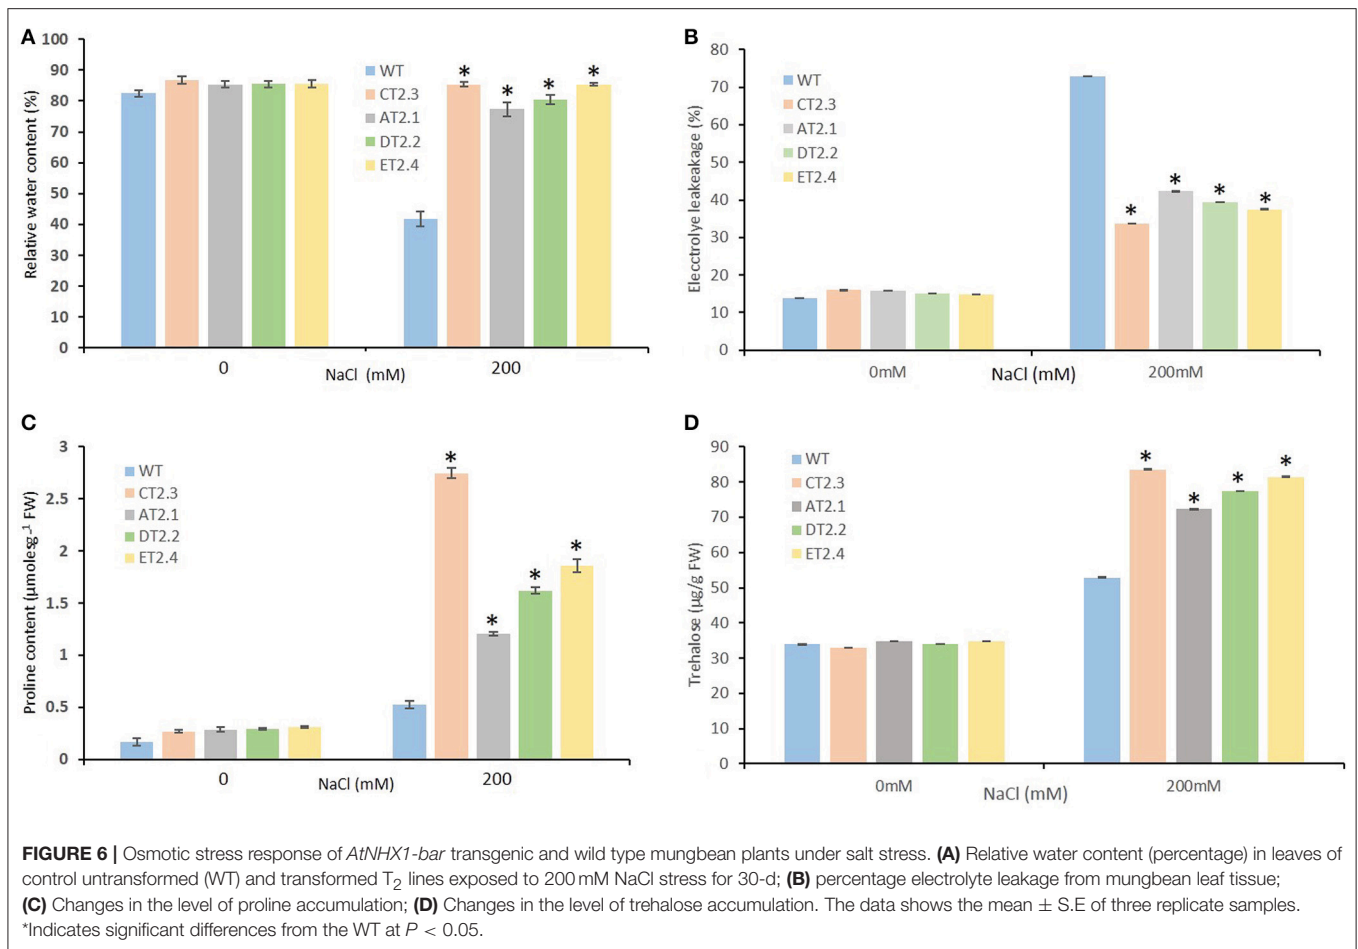 A
100
90
80
70
60
50
40
30
20
10
0
Relative water content (%)
WT
CT2.3
AT2.1
DT2.2
ET2.4
* * * *
0
NaCl (mM)
200
B
80
70
60
50
40
30
20
10
0
Elecctrolye leakeakage (%)
WT
CT2.3
AT2.1
DT2.2
ET2.4
* * * *
0mM
NaCl (mM)
200mM
C
3
2.5
2
1.5
1
0.5
0
Proline content (µmolesg-1 FW)
WT
CT2.3
AT2.1
DT2.2
ET2.4
* * * *
0
NaCl (mM)
200
D
90
80
70
60
50
40
30
20
10
0
Trehalose (µg/g FW)
WT
CT2.3
AT2.1
DT2.2
ET2.4
* * * *
0mM
NaCl (mM)
200mM
FIGURE 6 | Osmotic stress response of AtNHX1-bar transgenic and wild type mungbean plants under salt stress. (A) Relative water content (percentage) in leaves of
control untransformed (WT) and transformed T2 lines exposed to 200 mM NaCl stress for 30-d; (B) percentage electrolyte leakage from mungbean leaf tissue;
(C) Changes in the level of proline accumulation; (D) Changes in the level of trehalose accumulation. The data shows the mean ± S.E of three replicate samples.
*Indicates significant differences from the WT at P < 0.05.